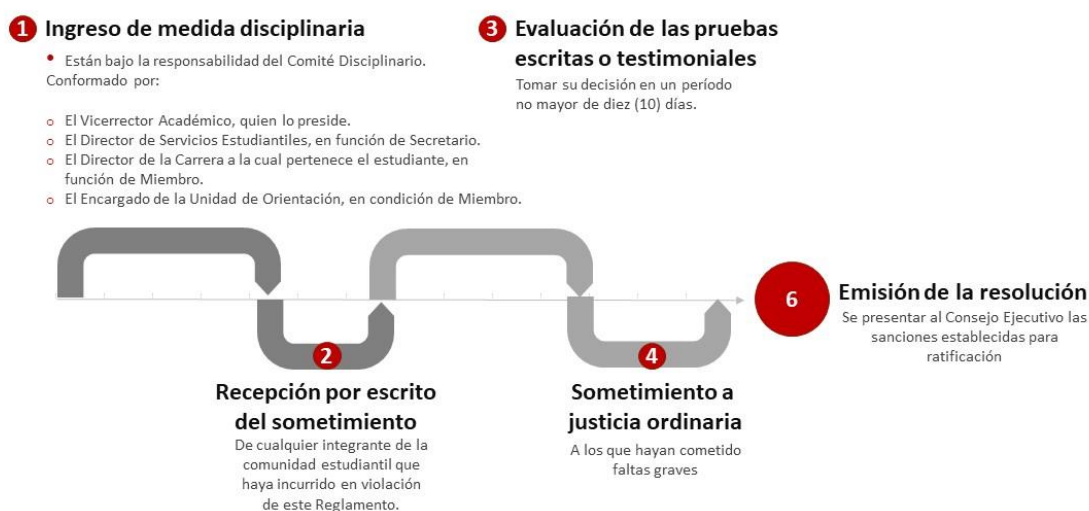 1 Ingreso de medida disciplinaria
• Están bajo la responsabilidad del Comité Disciplinario.
Conformado por:
o El Vicerrector Académico, quien lo preside.
o El Director de Servicios Estudiantiles, en función de Secretario.
o El Director de la Carrera a la cual pertenece el estudiante, en
función de Miembro.
o El Encargado de la Unidad de Orientación, en condición de Miembro.
3 Evaluación de las pruebas
escritas o testimoniales
Tomar su decisión en un período
no mayor de diez (10) días.
2
Recepción por escrito
del sometimiento
De cualquier integrante de la
comunidad estudiantil que
haya incurrido en violación
de este Reglamento.
4
Sometimiento a
justicia ordinaria
A los que hayan cometido
faltas graves
6
Emisión de la resolución
Se presentar al Consejo Ejecutivo las
sanciones establecidas para
ratificación